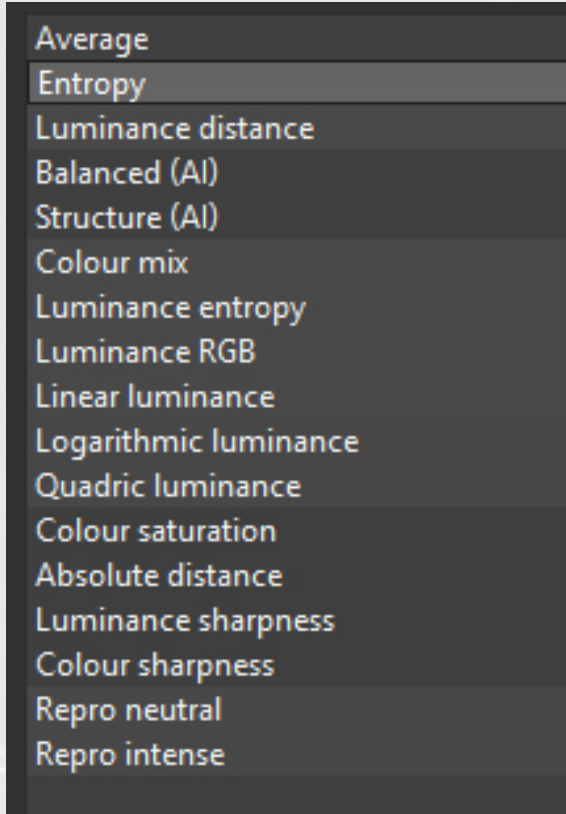 Average
Entropy
Luminance distance
Balanced (AI)
Structure (AI)
Colour mix
Luminance entropy
Luminance RGB
Linear luminance
Logarithmic luminance
Quadric luminance
Colour saturation
Absolute distance
Luminance sharpness
Colour sharpness
Repro neutral
Repro intense